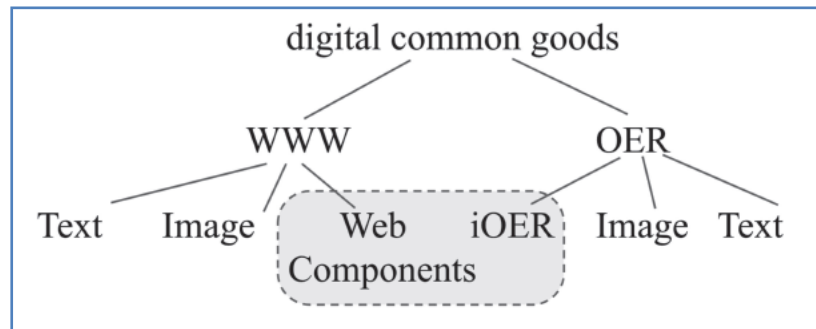 digital common goods
WWW OER
Text Image Web iOER Image Text
Components